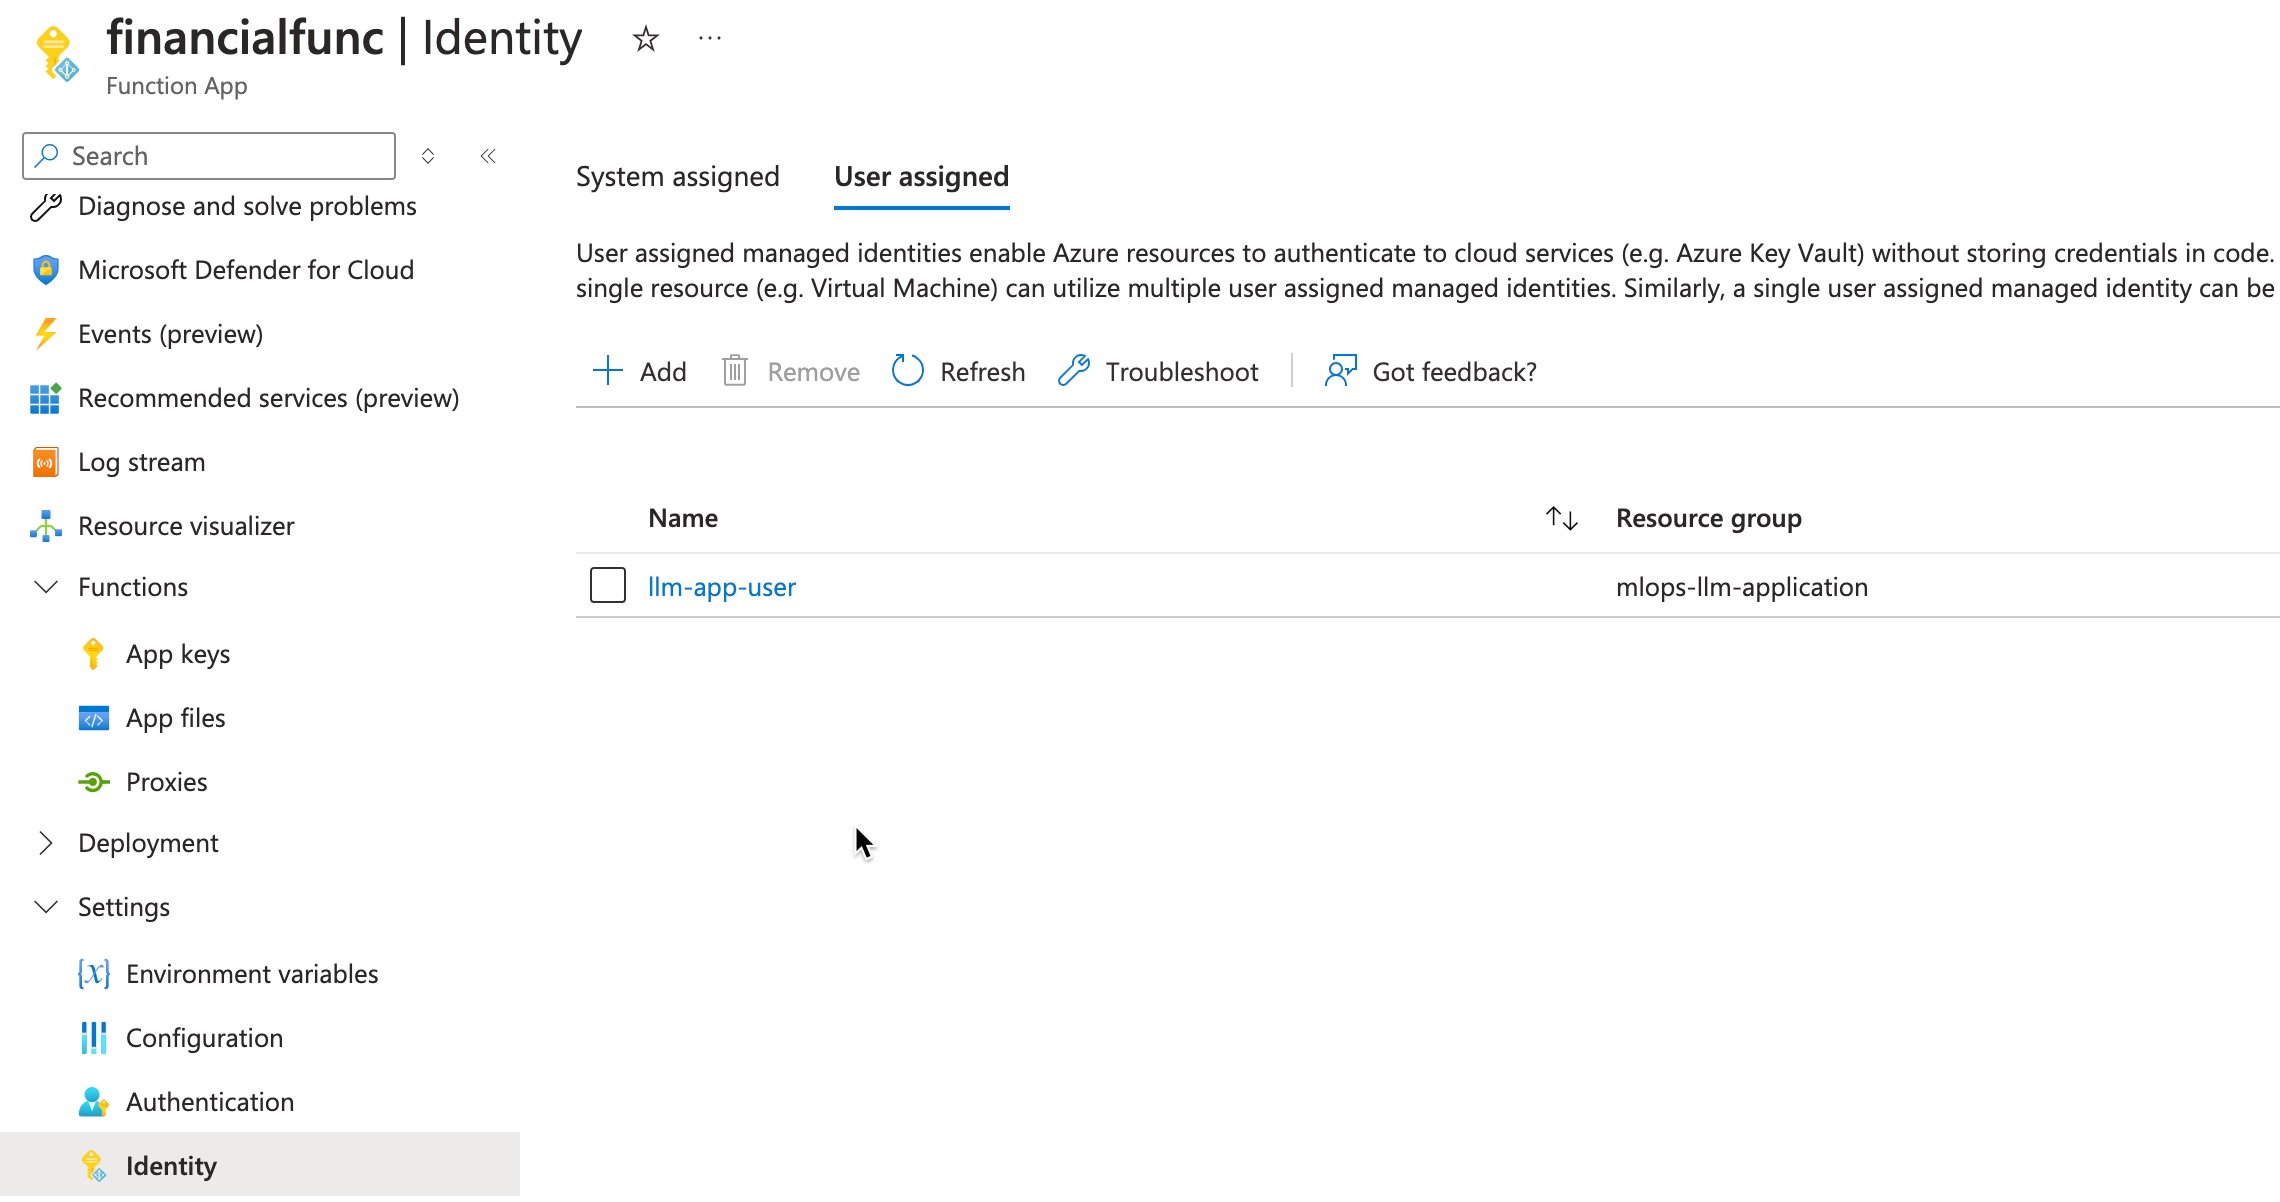 financialfunc | Identity
Function App
Search
Diagnose and solve problems
Microsoft Defender for Cloud
Events (preview)
Recommended services (preview)
Log stream
Resource visualizer
Functions
App keys
App files
Proxies
Deployment
Settings
Environment variables
Configuration
Authentication
Identity
System assigned User assigned
User assigned managed identities enable Azure resources to authenticate to cloud services (e.g. Azure Key Vault) without storing credentials in code.
single resource (e.g. Virtual Machine) can utilize multiple user assigned managed identities. Similarly, a single user assigned managed identity can be
Add Remove Refresh Troubleshoot Got feedback?
Name Resource group
llm-app-user mlops-llm-application